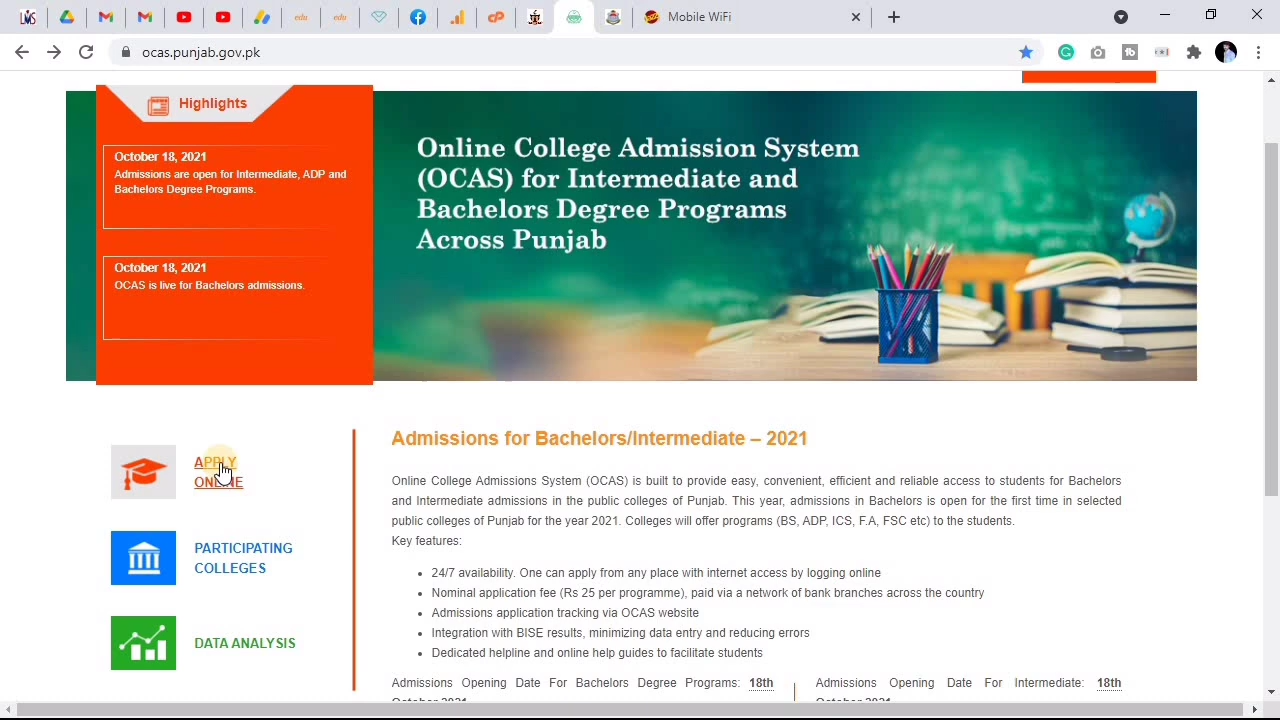 edu
edu
Mobile WiFi
ocas.punjab.gov.pk
Highlights
October 18, 2021
Admissions are open for Intermediate, ADP and
Bachelors Degree Programs.
October 18, 2021
OCAS is live for Bachelors admissions.
Online College Admission System
(OCAS) for Intermediate and
Bachelors Degree Programs
Across Punjab
APPLY
ONLINE
PARTICIPATING
COLLEGES
DATA ANALYSIS
Admissions for Bachelors/Intermediate – 2021
Online College Admissions System (OCAS) is built to provide easy, convenient, efficient and reliable access to students for Bachelors
and Intermediate admissions in the public colleges of Punjab. This year, admissions in Bachelors is open for the first time in selected
public colleges of Punjab for the year 2021. Colleges will offer programs (BS, ADP, ICS, F.A, FSC etc) to the students.
Key features:
• 24/7 availability. One can apply from any place with internet access by logging online
• Nominal application fee (Rs 25 per programme), paid via a network of bank branches across the country
• Admissions application tracking via OCAS website
• Integration with BISE results, minimizing data entry and reducing errors
• Dedicated helpline and online help guides to facilitate students
Admissions Opening Date For Bachelors Degree Programs: 18th
October 2021
Admissions Opening Date For Intermediate: 18th
October 2021